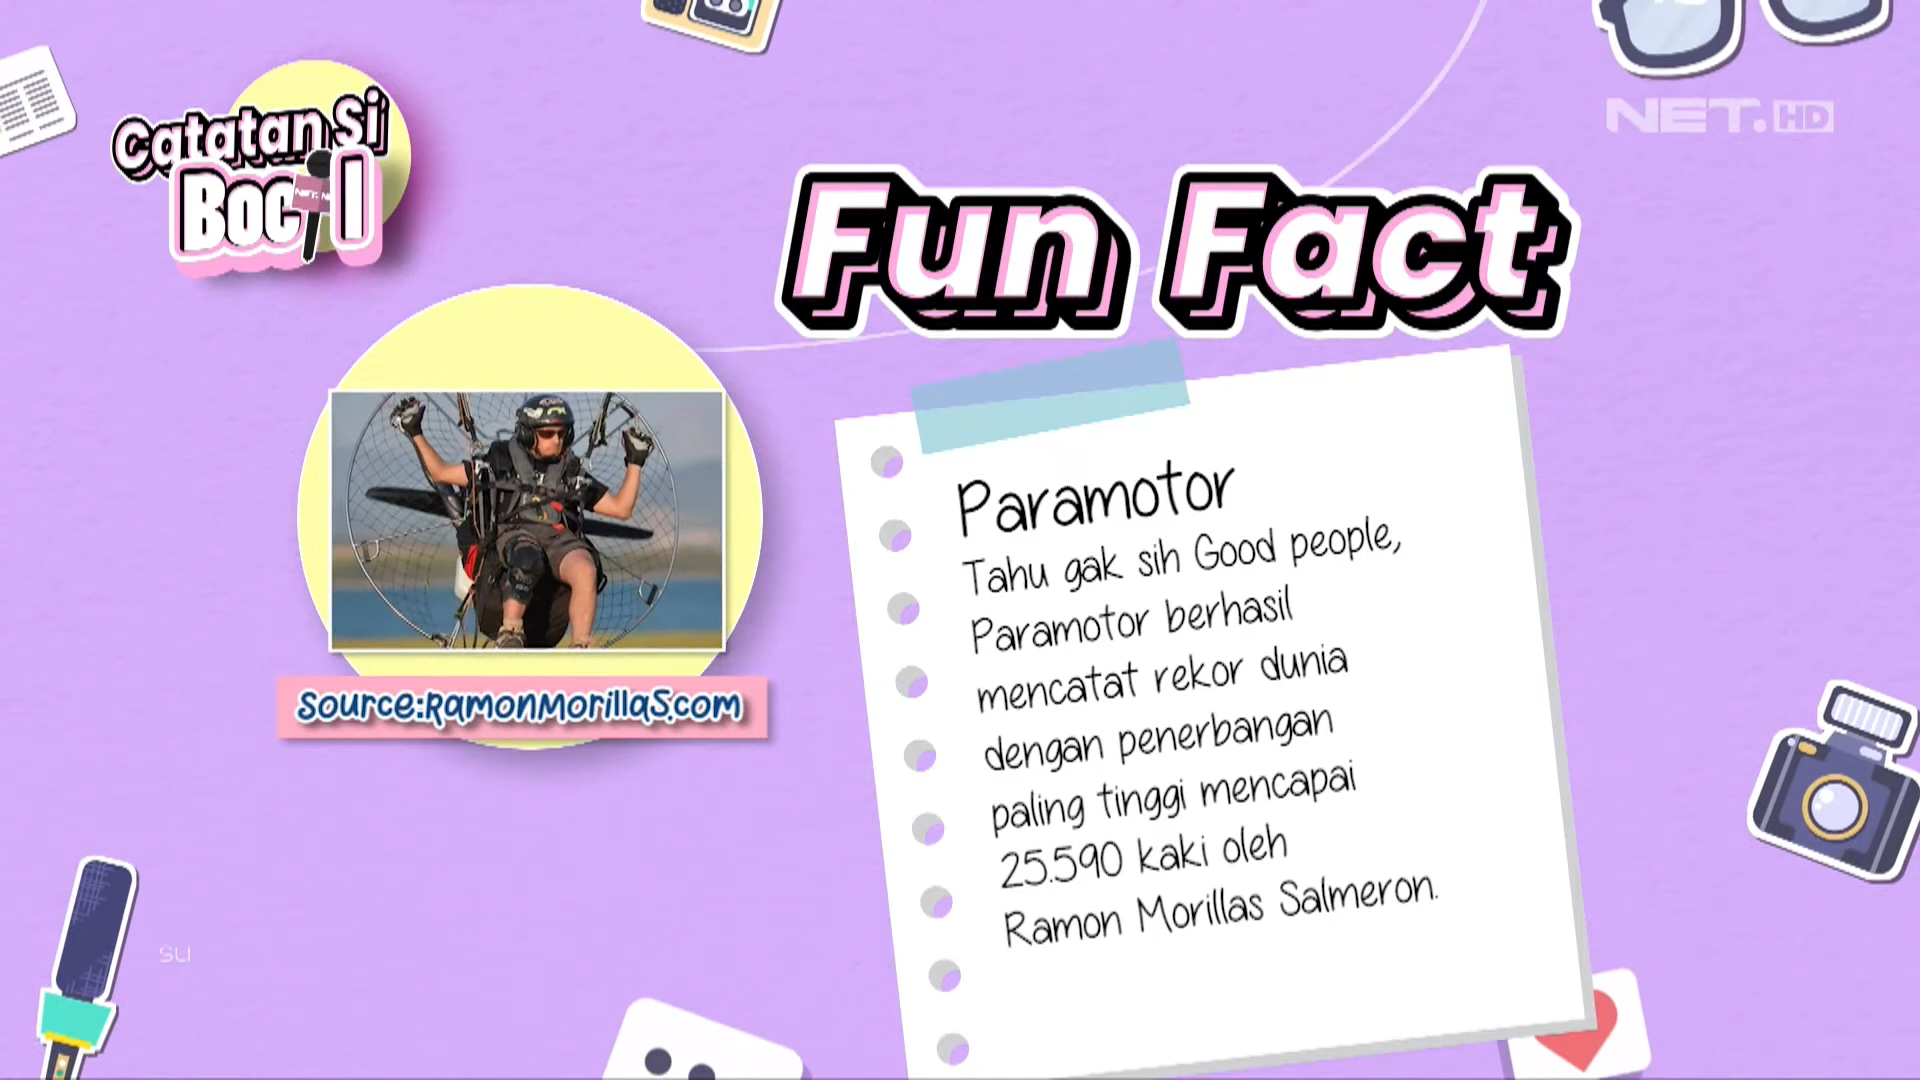 Catatan Si
Bocil
NET. HD
Fun Fact
Source:RamonMorillas.com
Paramotor
Tahu gak sih Good people,
Paramotor berhasil
mencatat rekor dunia
dengan penerbangan
paling tinggi mencapai
25.590 kaki oleh
Ramon Morillas Salmeron.
SU